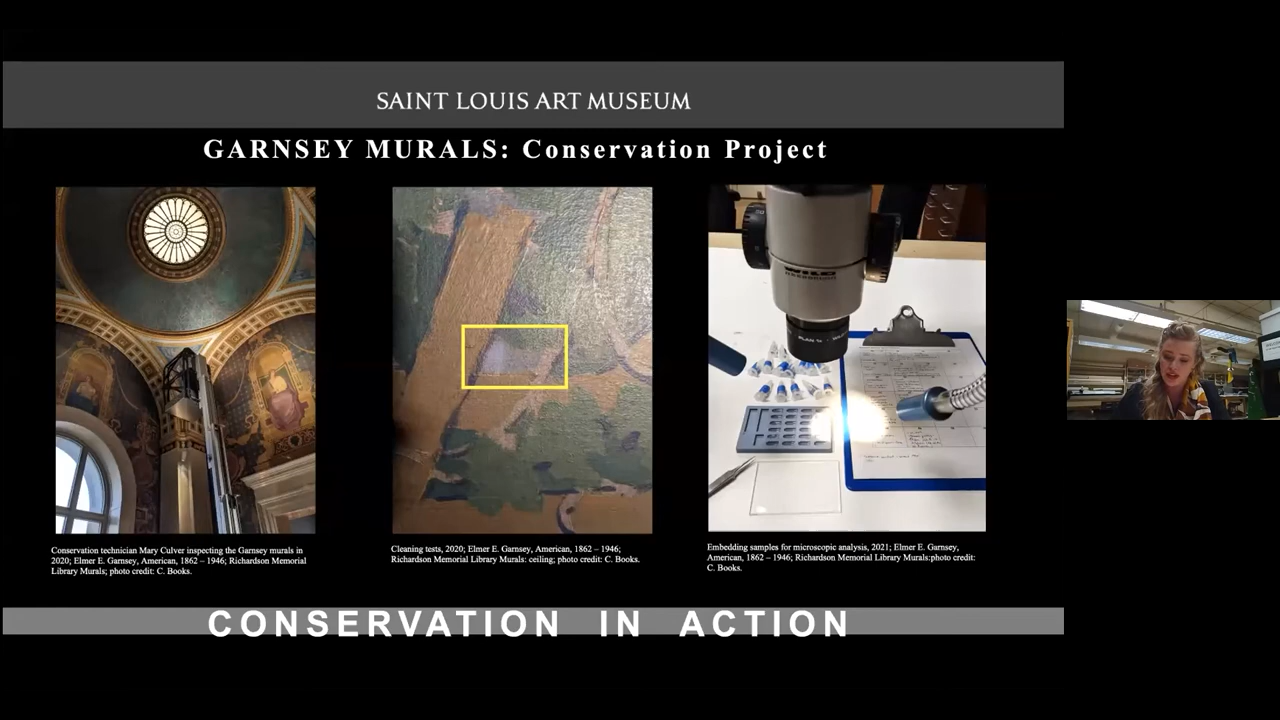 SAINT LOUIS ART MUSEUM
GARNSEY MURALS: Conservation Project
Conservation technician Mary Culver inspecting the Garnsey murals in
2020; Elmer E. Garnsey, American, 1862 – 1946; Richardson Memorial
Library Murals; photo credit: C. Books.
Cleaning tests, 2020; Elmer E. Garnsey, American, 1862 – 1946;
Richardson Memorial Library Murals: ceiling; photo credit: C. Books.
WILD
Embedding samples for microscopic analysis, 2021; Elmer E. Garnsey,
American, 1862 – 1946; Richardson Memorial Library Murals:photo credit:
C. Books.
CONSERVATION IN ACTION